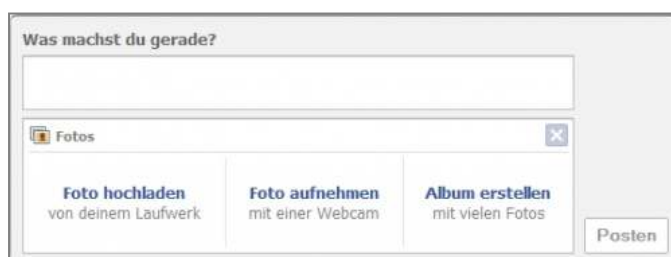 Was machst du gerade?
Fotos
Foto hochladen
von deinem Laufwerk
Foto aufnehmen
mit einer Webcam
Album erstellen
mit vielen Fotos
Posten